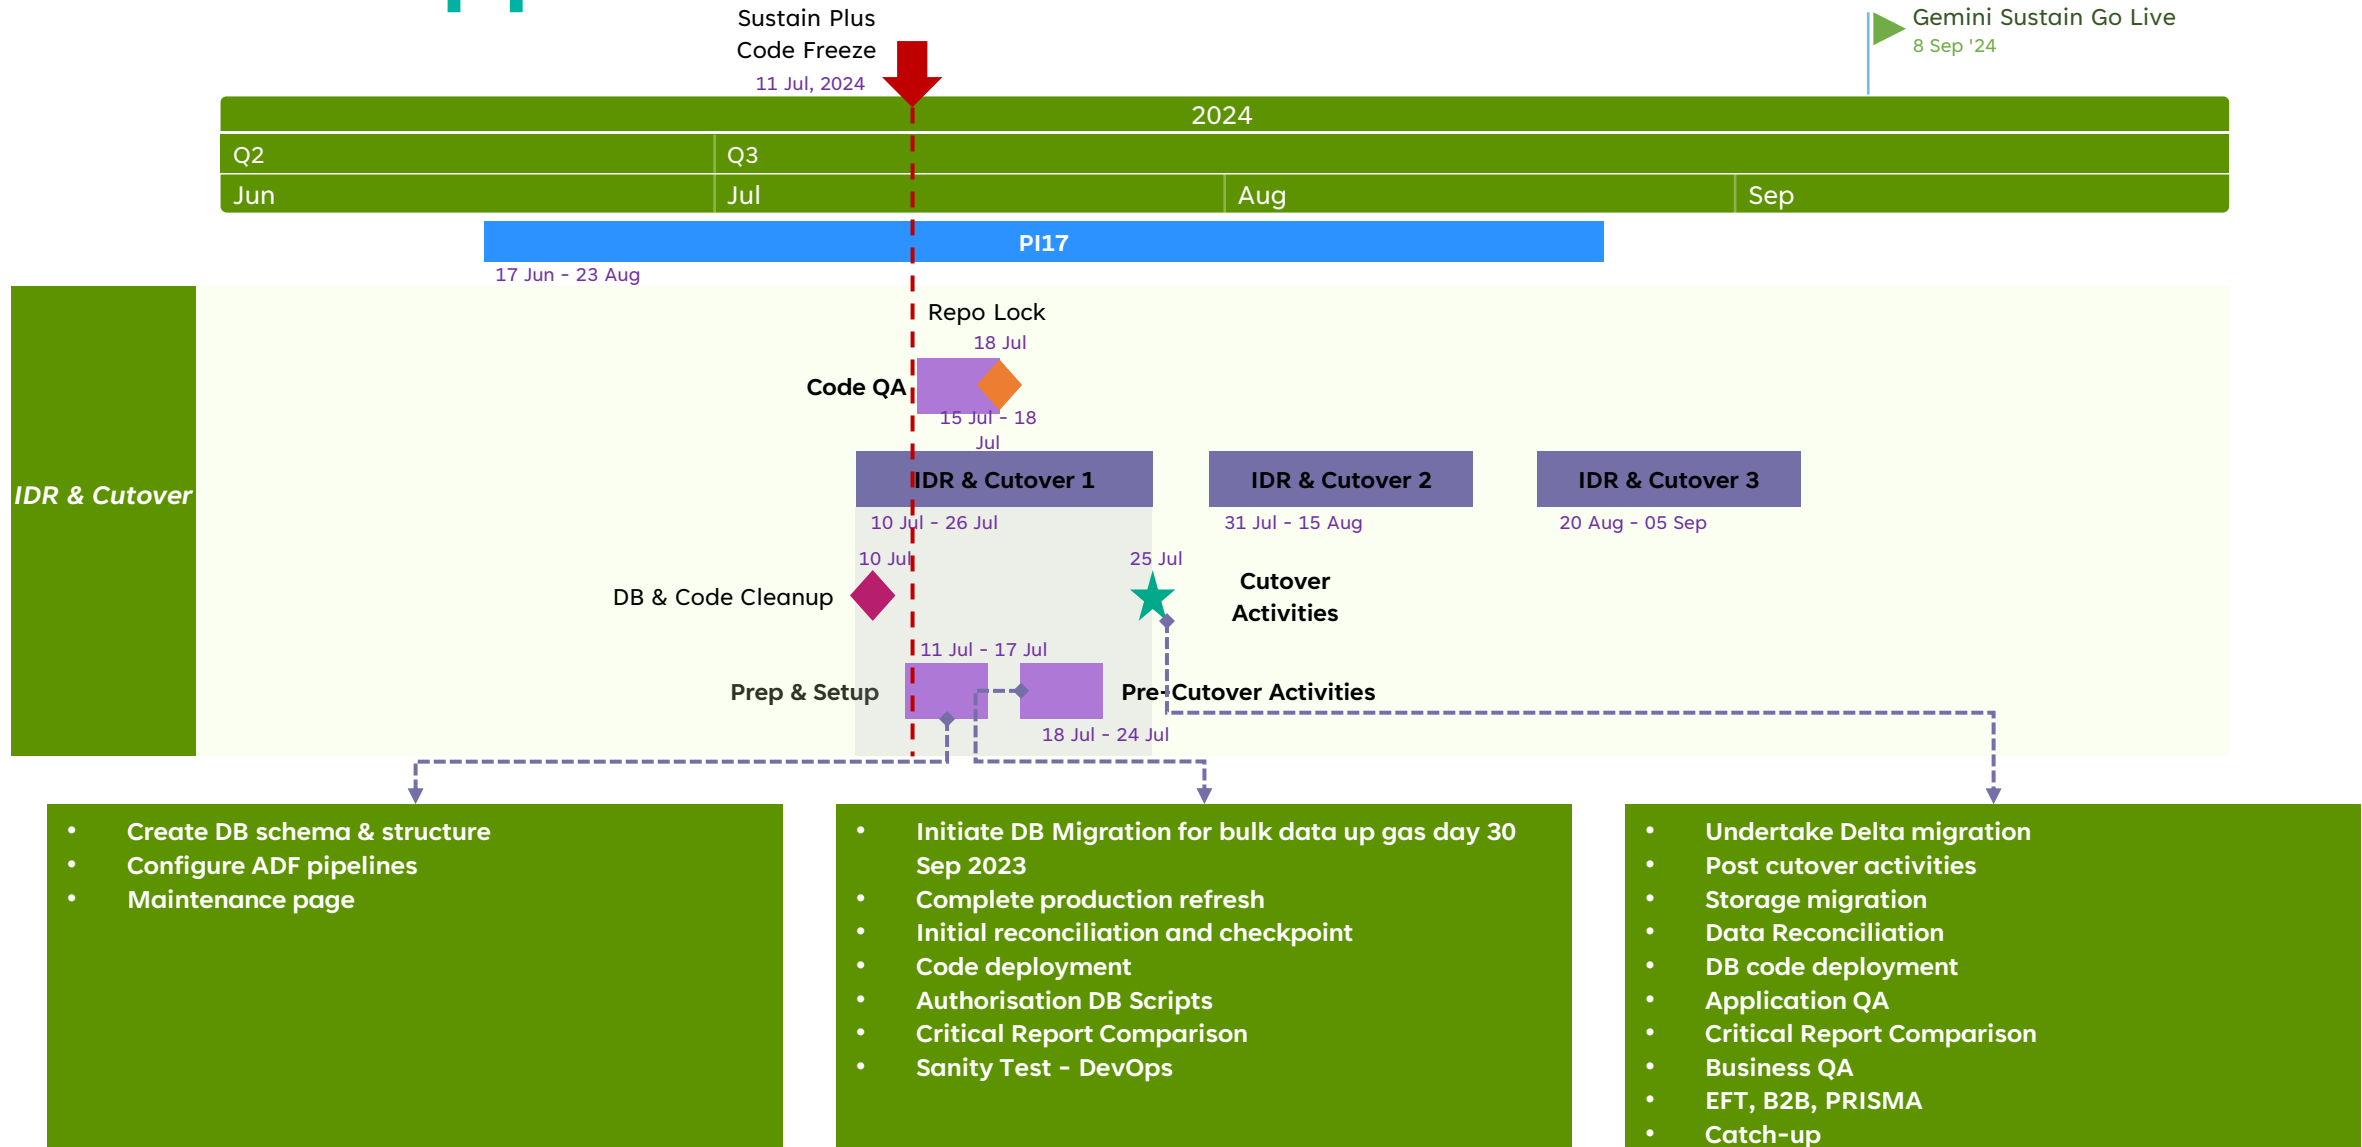 Sustain Plus
Code Freeze
11 Jul, 2024
Gemini Sustain Go Live
8 Sep '24
2024
Q2
Q3
Jun
Jul
Aug
Sep
PI17
17 Jun - 23 Aug
IDR & Cutover
Repo Lock
18 Jul
Code QA
15 Jul - 18
Jul
IDR & Cutover 1
IDR & Cutover 2
IDR & Cutover 3
10 Jul - 26 Jul
31 Jul - 15 Aug
20 Aug - 05 Sep
10 Jul
25 Jul
DB & Code Cleanup
Cutover
Activities
11 Jul - 17 Jul
Prep & Setup
Pre-Cutover Activities
18 Jul - 24 Jul
• Create DB schema & structure
• Configure ADF pipelines
• Maintenance page
• Initiate DB Migration for bulk data up gas day 30
Sep 2023
• Complete production refresh
• Initial reconciliation and checkpoint
• Code deployment
• Authorisation DB Scripts
• Critical Report Comparison
• Sanity Test - DevOps
• Undertake Delta migration
• Post cutover activities
• Storage migration
• Data Reconciliation
• DB code deployment
• Application QA
• Critical Report Comparison
• Business QA
• EFT, B2B, PRISMA
• Catch-up